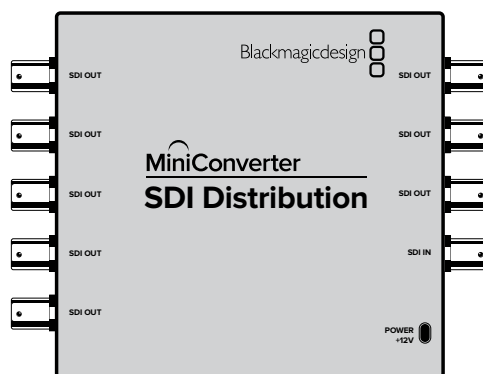 Blackmagicdesign
SDI OUT
SDI OUT
SDI OUT
SDI OUT
MiniConverter
SDI Distribution
SDI OUT
SDI OUT
SDI OUT
SDI IN
SDI OUT
POWER
+12V